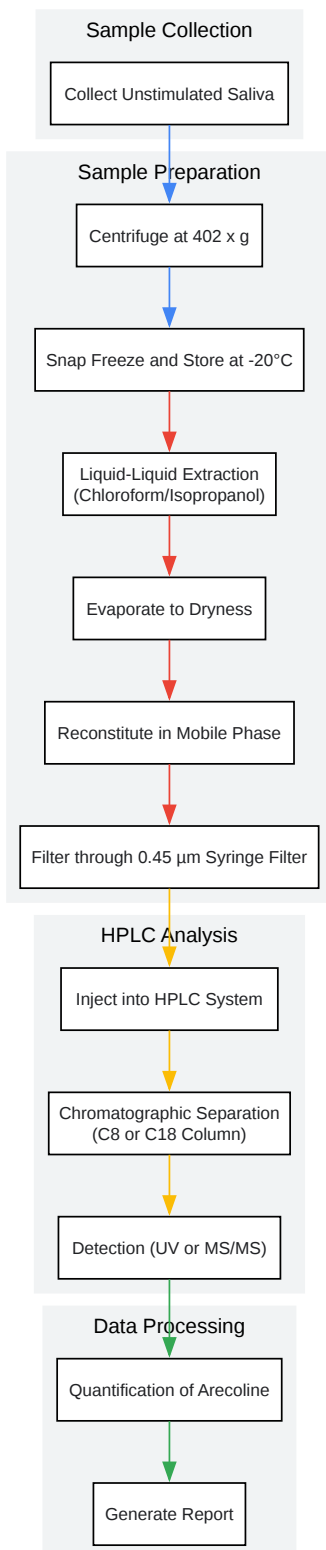 Sample Collection
Collect Unstimulated Saliva
Sample Preparation
Centrifuge at 402 x g
Snap Freeze and Store at -20°C
Liquid-Liquid Extraction
(Chloroform/Isopropanol)
Evaporate to Dryness
Reconstitute in Mobile Phase
Filter through 0.45 µm Syringe Filter
HPLC Analysis
Inject into HPLC System
Chromatographic Separation
(C8 or C18 Column)
Detection (UV or MS/MS)
Data Processing
Quantification of Arecoline
Generate Report